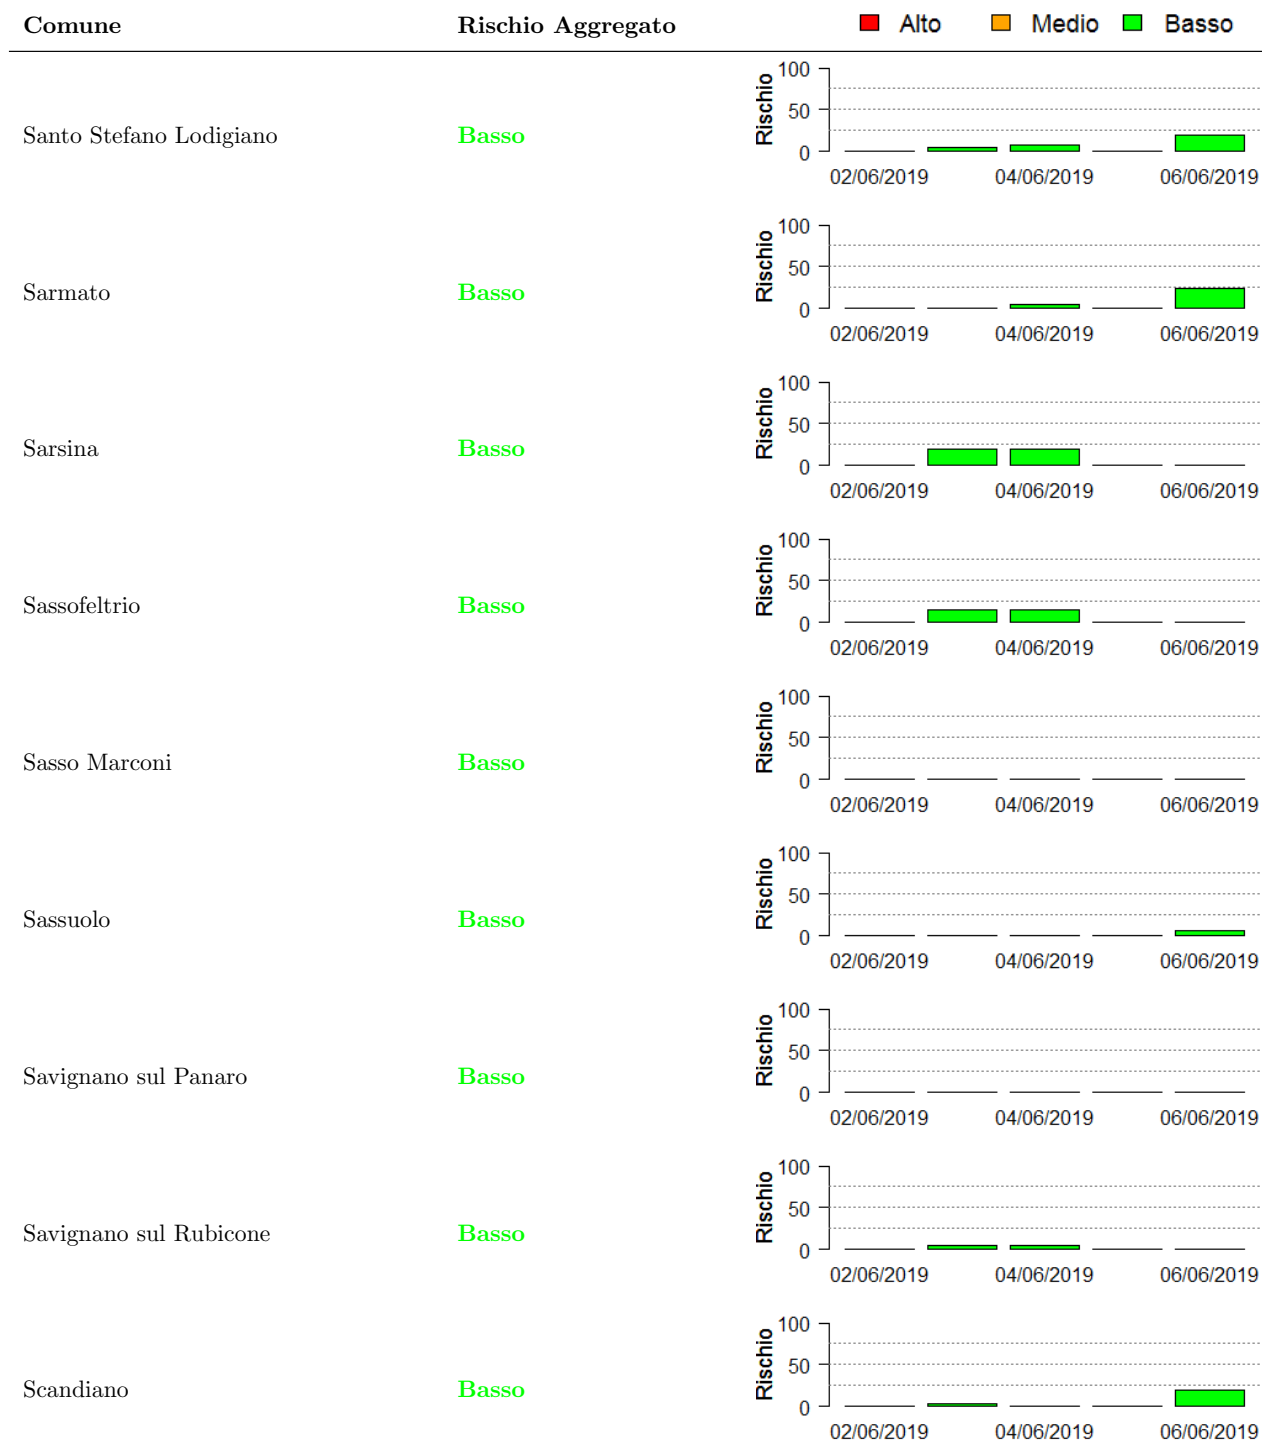 Comune Rischio Aggregato Alto Medio Basso
Santo Stefano Lodigiano Basso Rischio 100 50 0
02/06/2019 04/06/2019 06/06/2019
Sarmato Basso Rischio 100 50 0
02/06/2019 04/06/2019 06/06/2019
Sarsina Basso Rischio 100 50 0
02/06/2019 04/06/2019 06/06/2019
Sassofeltrio Basso Rischio 100 50 0
02/06/2019 04/06/2019 06/06/2019
Sasso Marconi Basso Rischio 100 50 0
02/06/2019 04/06/2019 06/06/2019
Sassuolo Basso Rischio 100 50 0
02/06/2019 04/06/2019 06/06/2019
Savignano sul Panaro Basso Rischio 100 50 0
02/06/2019 04/06/2019 06/06/2019
Savignano sul Rubicone Basso Rischio 100 50 0
02/06/2019 04/06/2019 06/06/2019
Scandiano Basso Rischio 100 50 0
02/06/2019 04/06/2019 06/06/2019